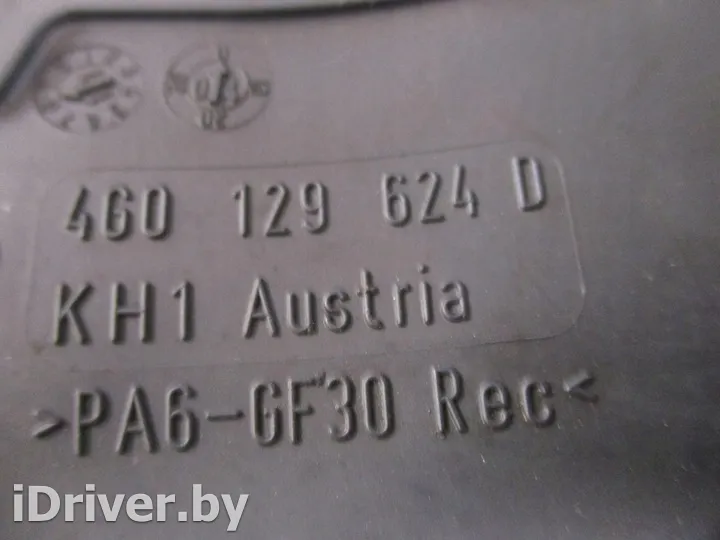 4G0 129 624 D
KH1 Austria
>PA6-GF30 Rec<
iDriver.by